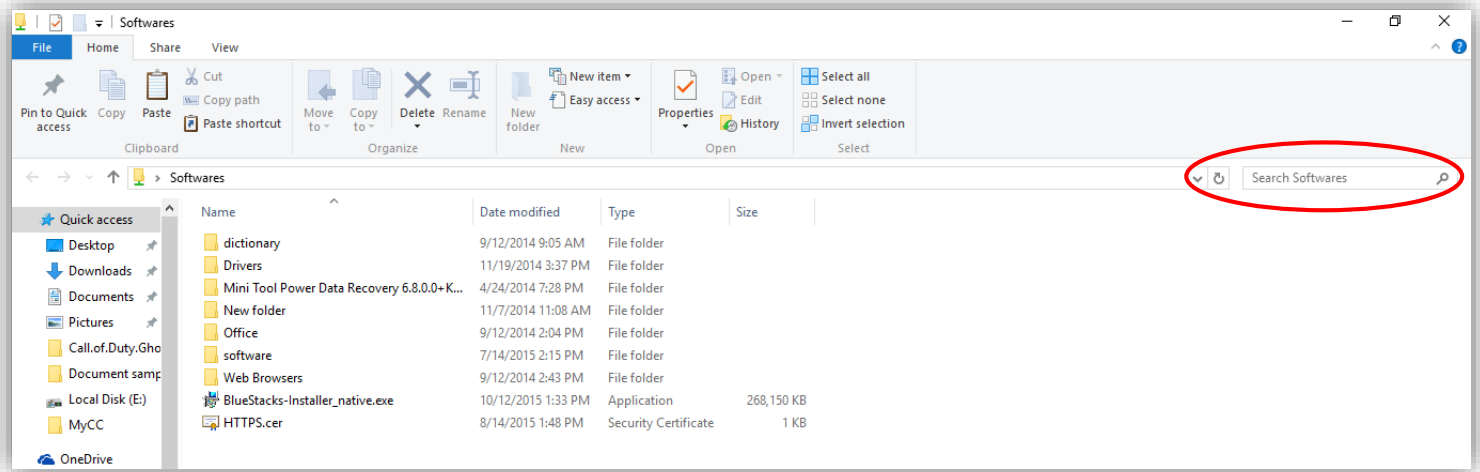 Softwares
File Home Share View
Pin to Quick access
Copy
Paste
Cut
Copy path
Paste shortcut
Clipboard
Move to
Copy to
Delete
Rename
Organize
New folder
New item
Easy access
New
Properties
Open
Edit
History
Open
Select all
Select none
Invert selection
Select
Softwares
Search Softwares
Quick access
Desktop
Downloads
Documents
Pictures
Call.of.Duty.Gho
Document samp
Local Disk (E:)
MyCC
OneDrive
Name Date modified Type Size
dictionary 9/12/2014 9:05 AM File folder
Drivers 11/19/2014 3:37 PM File folder
Mini Tool Power Data Recovery 6.8.0.0+K... 4/24/2014 7:28 PM File folder
New folder 11/7/2014 11:08 AM File folder
Office 9/12/2014 2:04 PM File folder
software 7/14/2015 2:15 PM File folder
Web Browsers 9/12/2014 2:43 PM File folder
BlueStacks-Installer_native.exe 10/12/2015 1:33 PM Application 268,150 KB
HTTPS.cer 8/14/2015 1:48 PM Security Certificate 1 KB